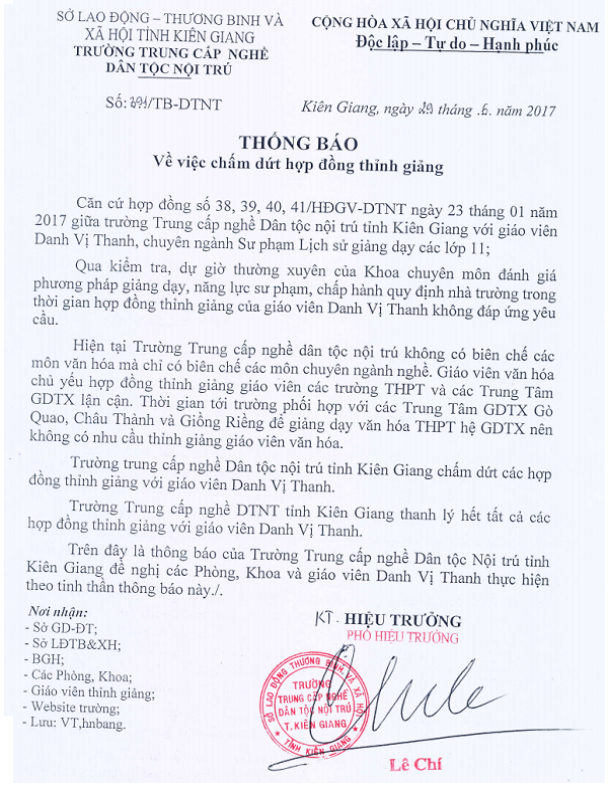 SỞ LAO ĐỘNG – THƯƠNG BINH VÀ
XÃ HỘI TỈNH KIÊN GIANG
TRƯỜNG TRUNG CẤP NGHỀ
DÂN TỘC NỘI TRÚ
CỘNG HÒA XÃ HỘI CHỦ NGHĨA VIỆT NAM
Độc lập – Tự do – Hạnh phúc
Số: /TB-DTNT
Kiên Giang, ngày tháng .6. năm 2017
THÔNG BÁO
Về việc chấm dứt hợp đồng thỉnh giảng
Căn cứ hợp đồng số 38, 39, 40, 41/HĐGV-DTNT ngày 23 tháng 01 năm
2017 giữa trường Trung cấp nghề Dân tộc nội trú tỉnh Kiên Giang với giáo viên
Danh Vị Thanh, chuyên ngành Sư phạm Lịch sử giảng dạy các lớp 11;
Qua kiểm tra, dự giờ thường xuyên của Khoa chuyên môn đánh giá
phương pháp giảng dạy, năng lực sư phạm, chấp hành quy định nhà trường trong
thời gian hợp đồng thỉnh giảng của giáo viên Danh Vị Thanh không đáp ứng yêu
cầu.
Hiện tại Trường Trung cấp nghề dân tộc nội trú không có biên chế các
môn văn hóa mà chỉ có biên chế các môn chuyên ngành nghề. Giáo viên văn hóa
chủ yếu hợp đồng thỉnh giảng giáo viên các trường THPT và các Trung Tâm
GDTX lận cận. Thời gian tới trường phối hợp với các Trung Tâm GDTX Gò
Quao, Châu Thành và Giồng Riềng để giảng dạy văn hóa THPT hệ GDTX nên
không có nhu cầu thỉnh giảng giáo viên văn hóa.
Trường trung cấp nghề Dân tộc nội trú tỉnh Kiên Giang chấm dứt các hợp
đồng thỉnh giảng với giáo viên Danh Vị Thanh.
Trường Trung cấp nghề DTNT tỉnh Kiên Giang thanh lý hết tất cả các
hợp đồng thỉnh giảng với giáo viên Danh Vị Thanh.
Trên đây là thông báo của Trường Trung cấp nghề Dân tộc Nội trú tỉnh
Kiên Giang đề nghị các Phòng, Khoa và giáo viên Danh Vị Thanh thực hiện
theo tinh thần thông báo này./.
Nơi nhận:
- Sở GD-ĐT;
- Sở LĐTB&XH;
- BGH;
- Các Phòng, Khoa;
- Giáo viên thỉnh giảng;
- Website trường;
- Lưu: VT,hnbang.
KT. HIỆU TRƯỞNG
PHÓ HIỆU TRƯỞNG
SỞ LAO ĐỘNG THƯƠNG BINH VÀ XÃ HỘI
TRƯỜNG
TRUNG CẤP NGHỀ
DÂN TỘC NỘI TRÚ
T.KIÊN GIANG
TỈNH KIÊN GIANG
Lê Chí